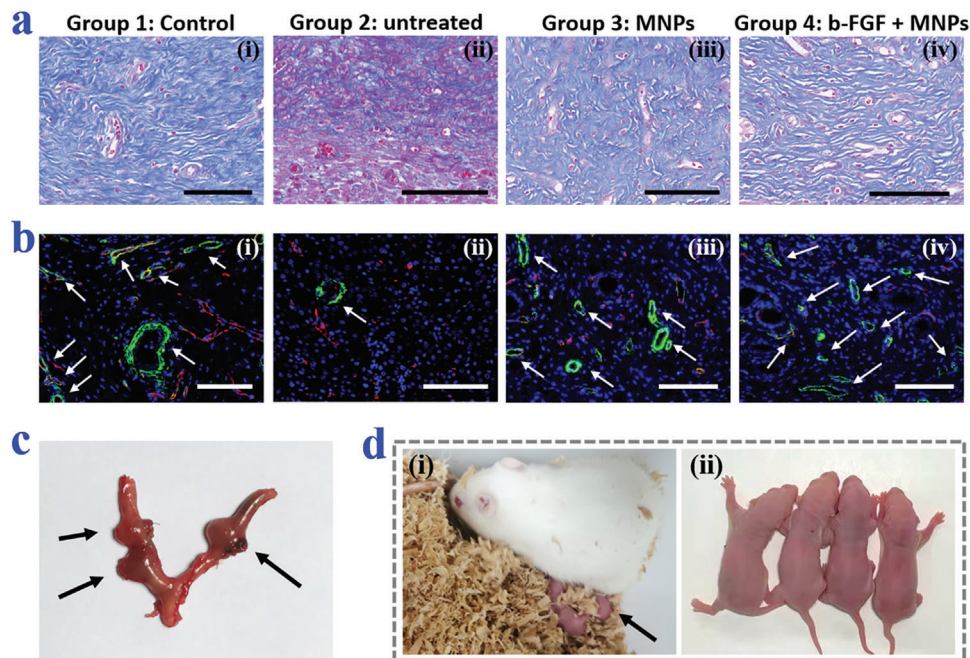 a
Group 1: Control
Group 2: untreated
Group 3: MNPs
Group 4: b-FGF + MNPs
(i)
(ii)
(iii)
(iv)
b
(i)
(ii)
(iii)
(iv)
c
d
(i)
(ii)